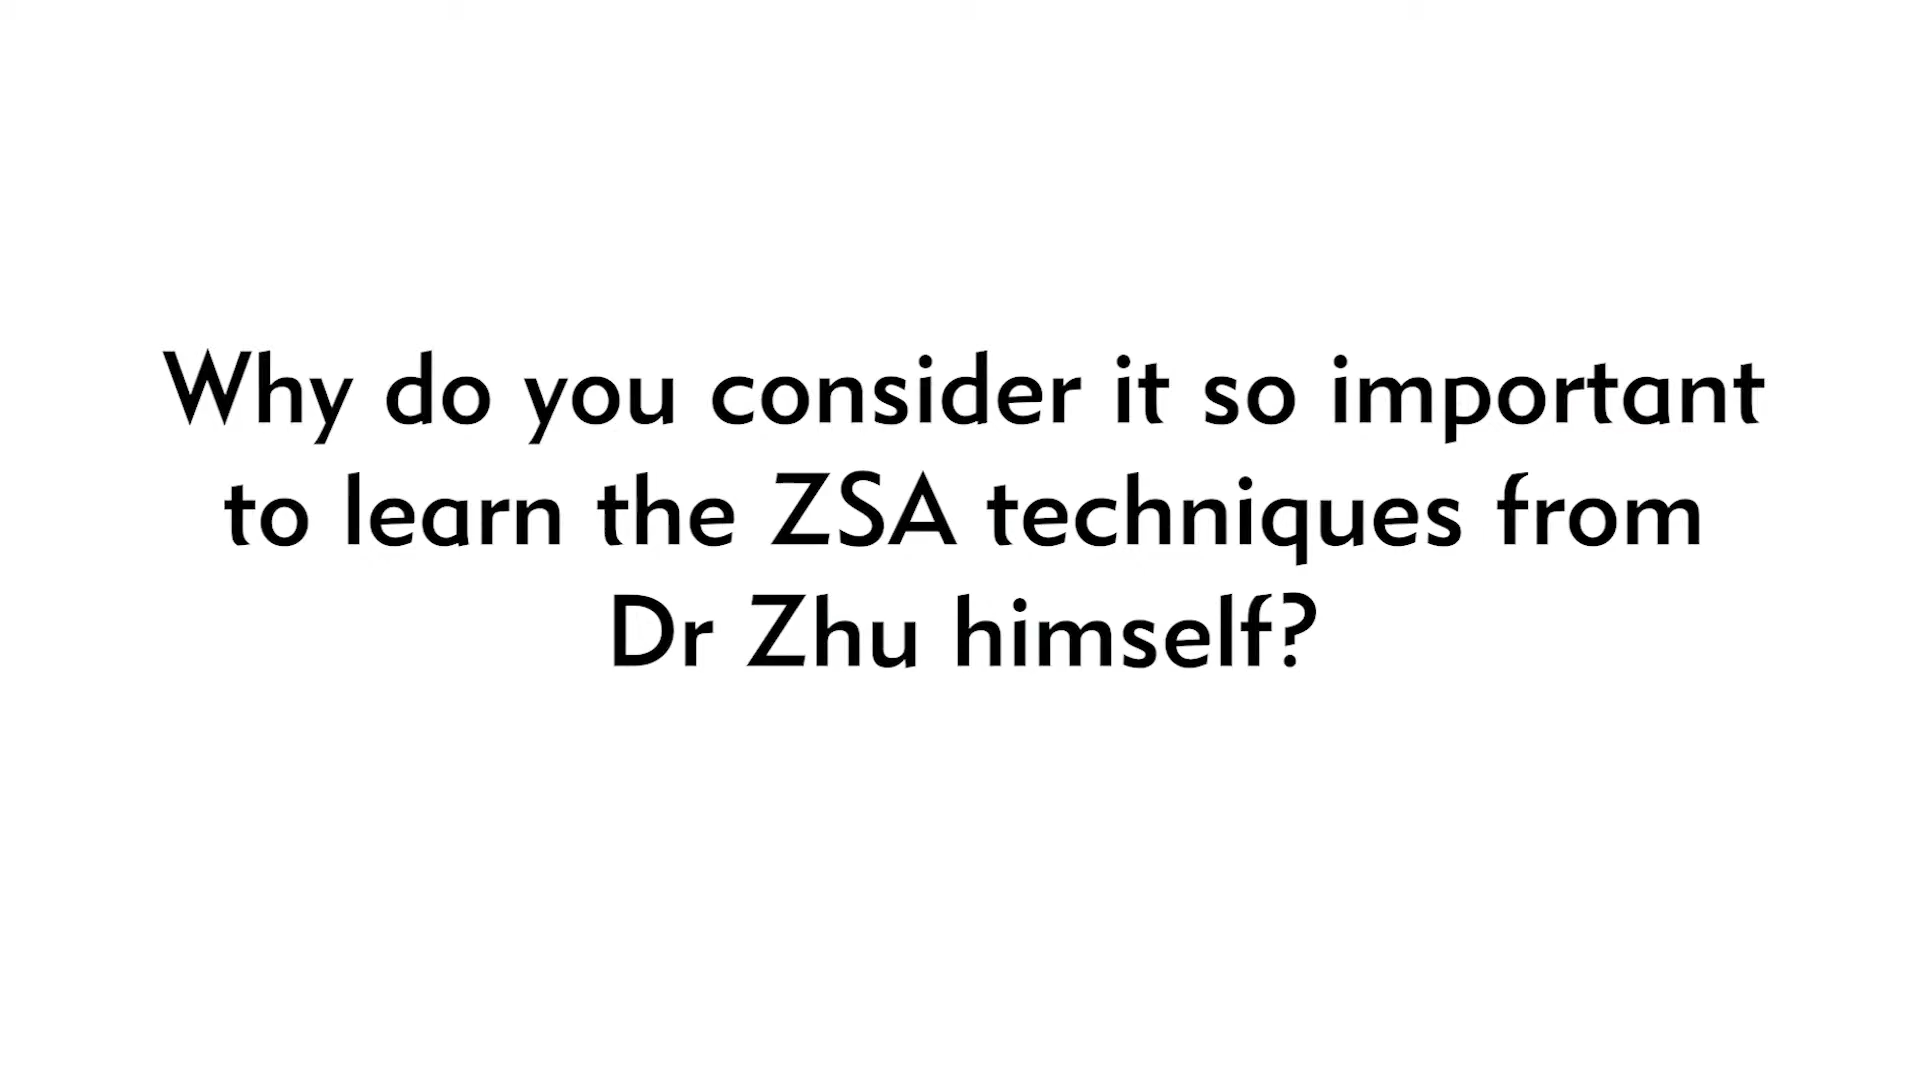 Why do you consider it so important
to learn the ZSA techniques from
Dr Zhu himself?